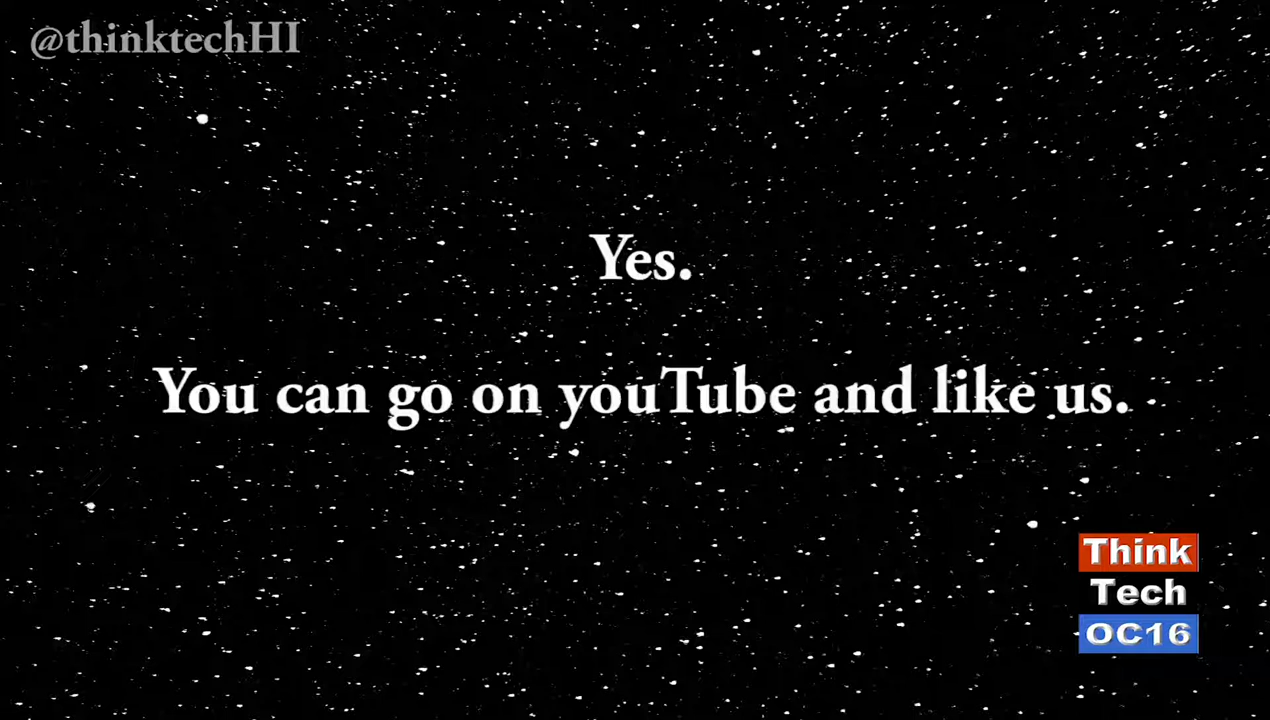 @thinktechHI
Yes.
You can go on youTube and like us.
Think
Tech
OC16